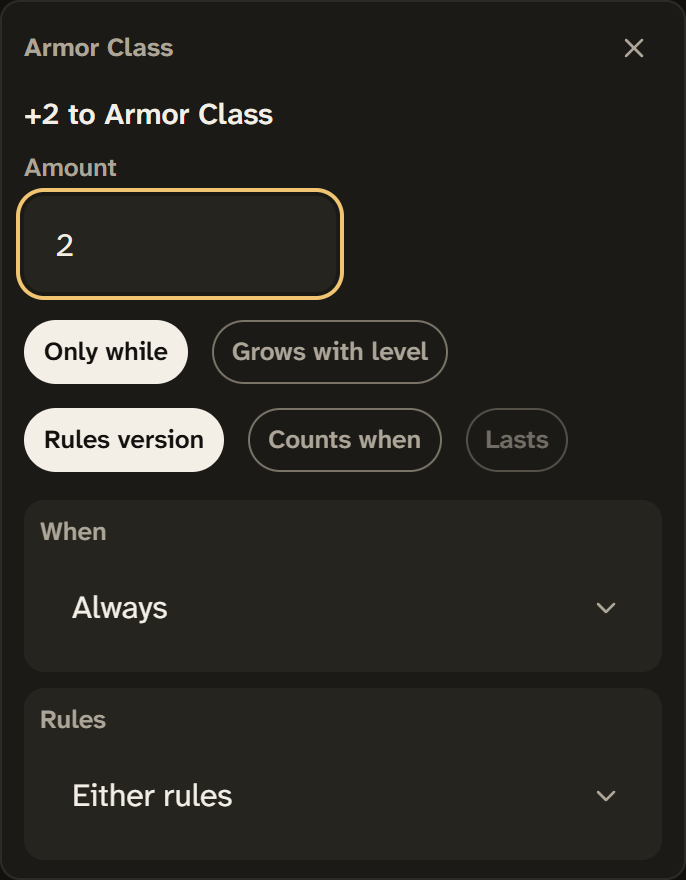 Armor Class
+2 to Armor Class
Amount
2
Only while
Grows with level
Rules version
Counts when
Lasts
When
Always
Rules
Either rules